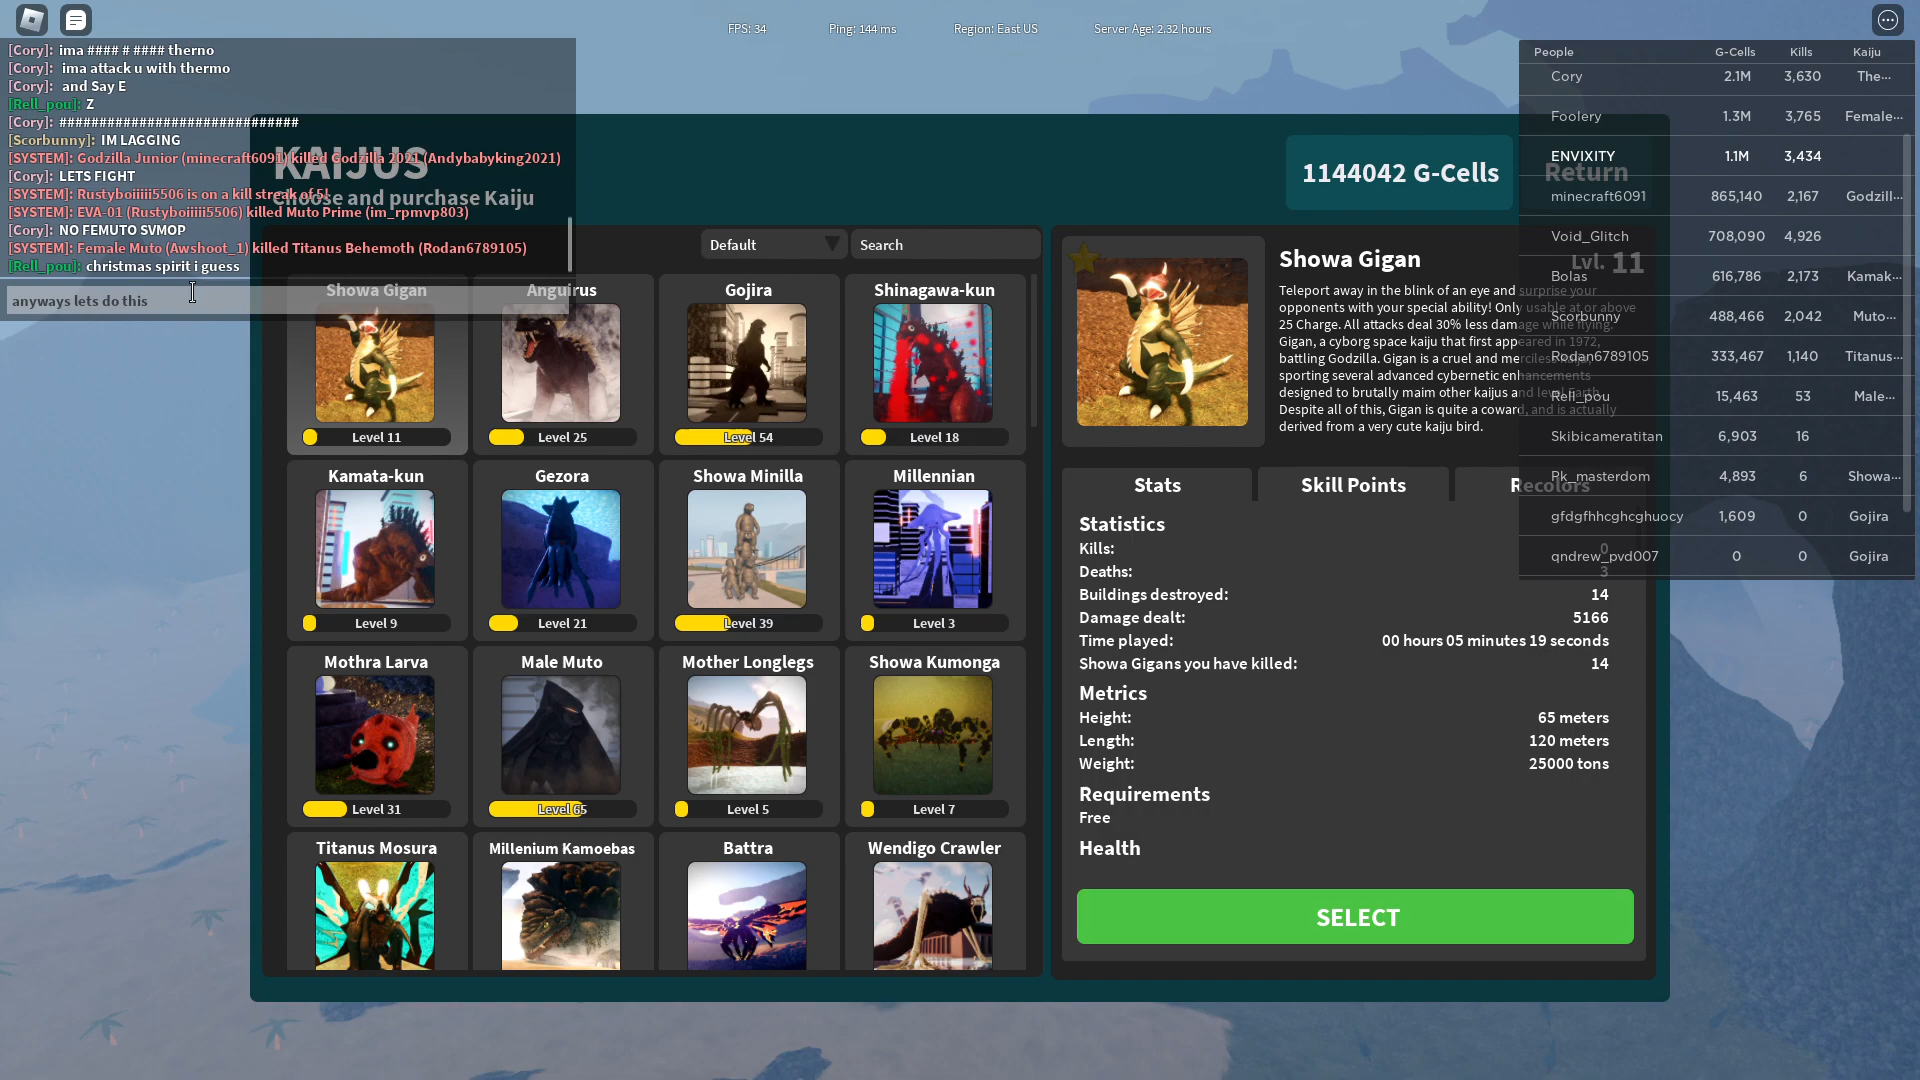 FPS: 34
Ping: 144 ms
Region: East US
Server Age: 2.32 hours
[Cory]: ima #### # #### therno
[Cory]: ima attack u with thermo
[Cory]: and Say E
[Rell_pou]: Z
[Cory]: ##############################
[Scorbunny]: IM LAGGING
[SYSTEM]: Godzilla Junior (minecraft6091) killed Godzilla 2021 (Andybabyking2021)
[Cory]: LETS FIGHT
[SYSTEM]: Rustyboiiiii5506 is on a kill streak of 5!
[SYSTEM]: EVA-01 (Rustyboiiiii5506) killed Muto Prime (im_rpmvp803)
[Cory]: NO FEMUTO SVMOP
[SYSTEM]: Female Muto (Awshoot_1) killed Titanus Behemoth (Rodan6789105)
[Rell_pou]: christmas spirit i guess
anyways lets do this
KAIJUS
Choose and purchase Kaiju
1144042 G-Cells
Return
Default
Search
Showa Gigan
Level 11
Anguirus
Level 25
Gojira
Level 54
Shinagawa-kun
Level 18
Kamata-kun
Level 9
Gezora
Level 21
Showa Minilla
Level 39
Millennian
Level 3
Mothra Larva
Level 31
Male Muto
Level 65
Mother Longlegs
Level 5
Showa Kumonga
Level 7
Titanus Mosura
Millenium Kamoebas
Battra
Wendigo Crawler
Showa Gigan
Lvl. 11
Teleport away in the blink of an eye and surprise your
opponents with your special ability! Only usable at or above
25 Charge. All attacks deal 30% less damage while flying.
Gigan, a cyborg space kaiju that first appeared in 1972,
battling Godzilla. Gigan is a cruel and merciless kaiju,
sporting several advanced cybernetic enhancements
designed to brutally maim other kaijus and level Earth.
Despite all of this, Gigan is quite a coward, and is actually
derived from a very cute kaiju bird.
Stats
Skill Points
Recolors
Statistics
Kills: 0
Deaths: 3
Buildings destroyed: 14
Damage dealt: 5166
Time played: 00 hours 05 minutes 19 seconds
Showa Gigans you have killed: 14
Metrics
Height: 65 meters
Length: 120 meters
Weight: 25000 tons
Requirements
Free
Health
SELECT
People G-Cells Kills Kaiju
Cory 2.1M 3,630 The...
Foolery 1.3M 3,765 Female...
ENVIXITY 1.1M 3,434
minecraft6091 865,140 2,167 Godzill...
Void_Glitch 708,090 4,926
Bolas 616,786 2,173 Kamak...
Scorbunny 488,466 2,042 Muto...
Rodan6789105 333,467 1,140 Titanus...
Rell_pou 15,463 53 Male...
Skibicameratitan 6,903 16
Pk_masterdom 4,893 6 Showa...
gfdgfhhcghcghuocy 1,609 0 Gojira
qndrew_pvd007 0 0 Gojira